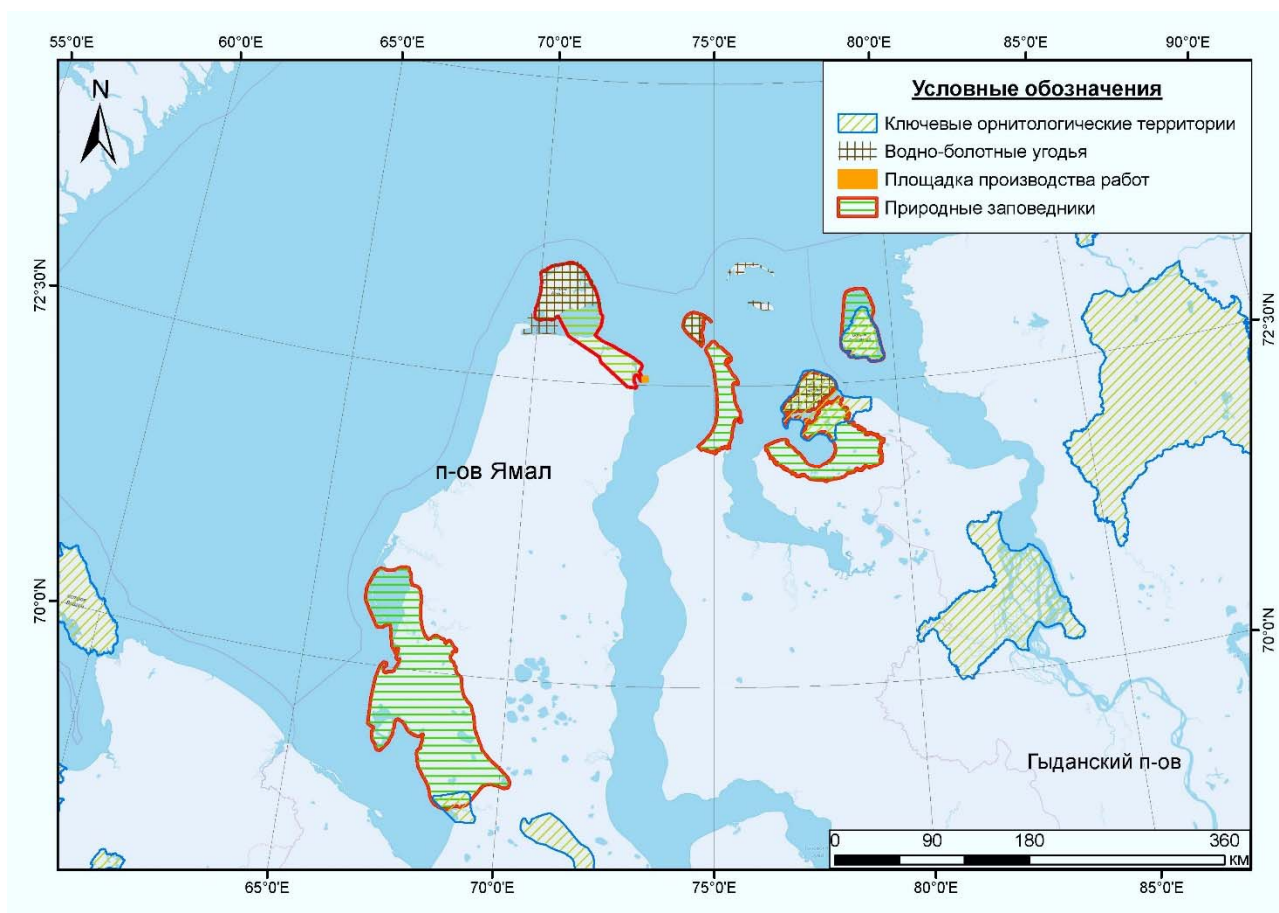 55°0'E 60°0'E 65°0'E 70°0'E 75°0'E 80°0'E 85°0'E 90°0'E
N
Условные обозначения
Ключевые орнитологические территории
Водно-болотные угодья
Площадка производства работ
Природные заповедники
72°30'N
72°30'N
п-ов Ямал
70°0'N
70°0'N
Гыданский п-ов
0 90 180 360
КМ
65°0'E 70°0'E 75°0'E 80°0'E 85°0'E